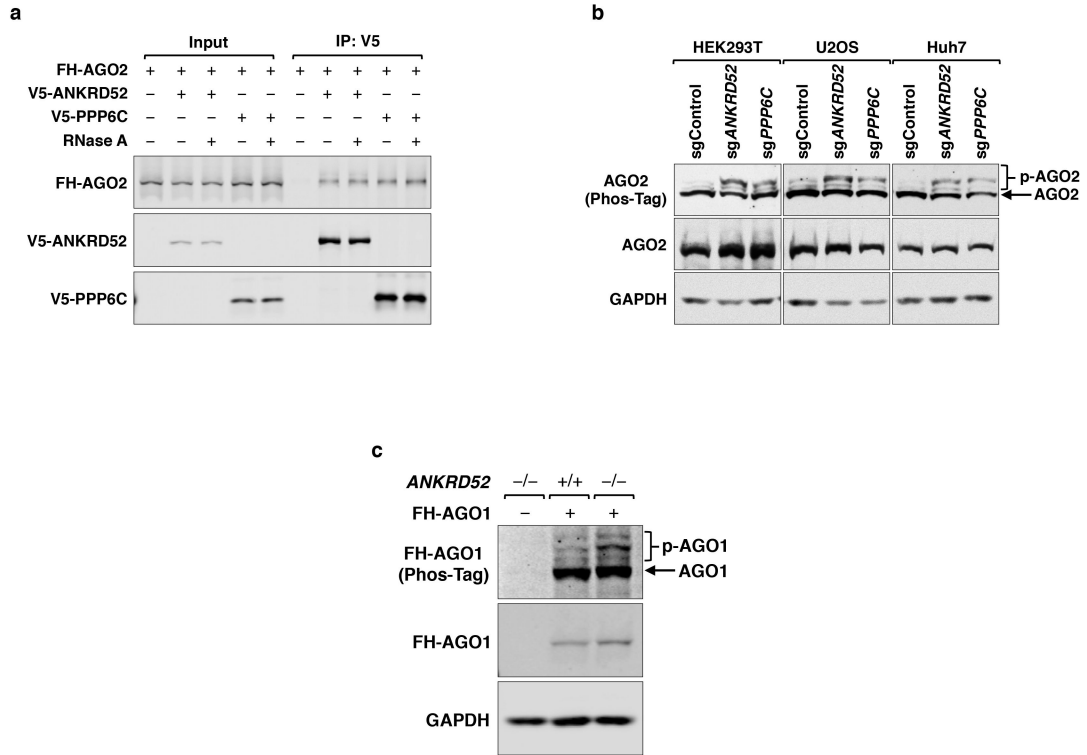 a
Input IP: V5
FH-AGO2 + + + + + + + + + +
V5-ANKRD52 – + + – – – + + – –
V5-PPP6C – – – + + – – – + +
RNase A – – + – + – – + – +
FH-AGO2
V5-ANKRD52
V5-PPP6C
b
HEK293T U2OS Huh7
sgControl sgANKRD52 sgPPP6C sgControl sgANKRD52 sgPPP6C sgControl sgANKRD52 sgPPP6C
AGO2
(Phos-Tag)
p-AGO2
AGO2
AGO2
GAPDH
c
ANKRD52 –/– +/+ –/–
FH-AGO1 – + +
FH-AGO1
(Phos-Tag)
p-AGO1
AGO1
FH-AGO1
GAPDH